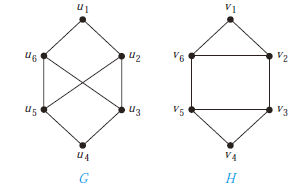 u₁ v₁
u₆ u₂ v₆ v₂
u₅ u₃ v₅ v₃
u₄ v₄
G H